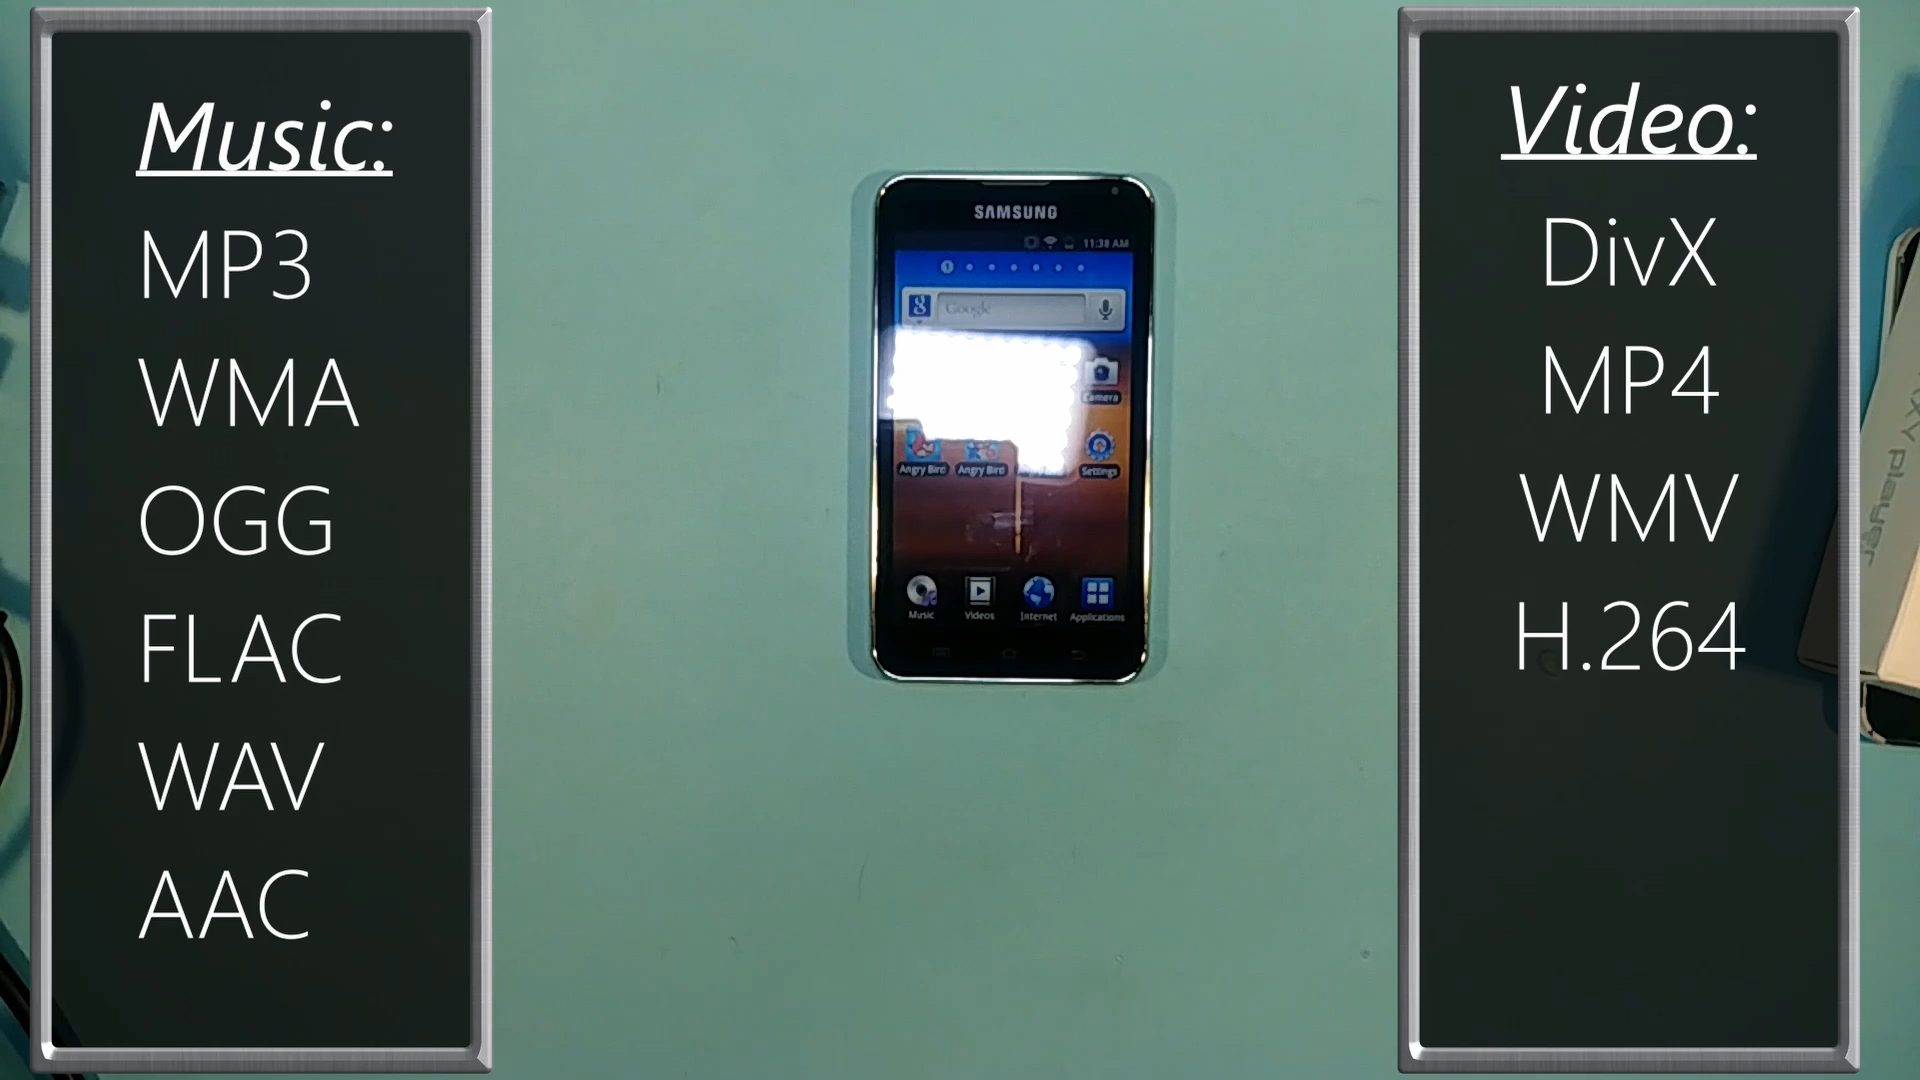 Music:
MP3
WMA
OGG
FLAC
WAV
AAC
SAMSUNG
11:38 AM
1
g Google
Camera
Angry Bird Angry Bird Settings
Music Videos Internet Applications
Video:
DivX
MP4
WMV
H.264
player